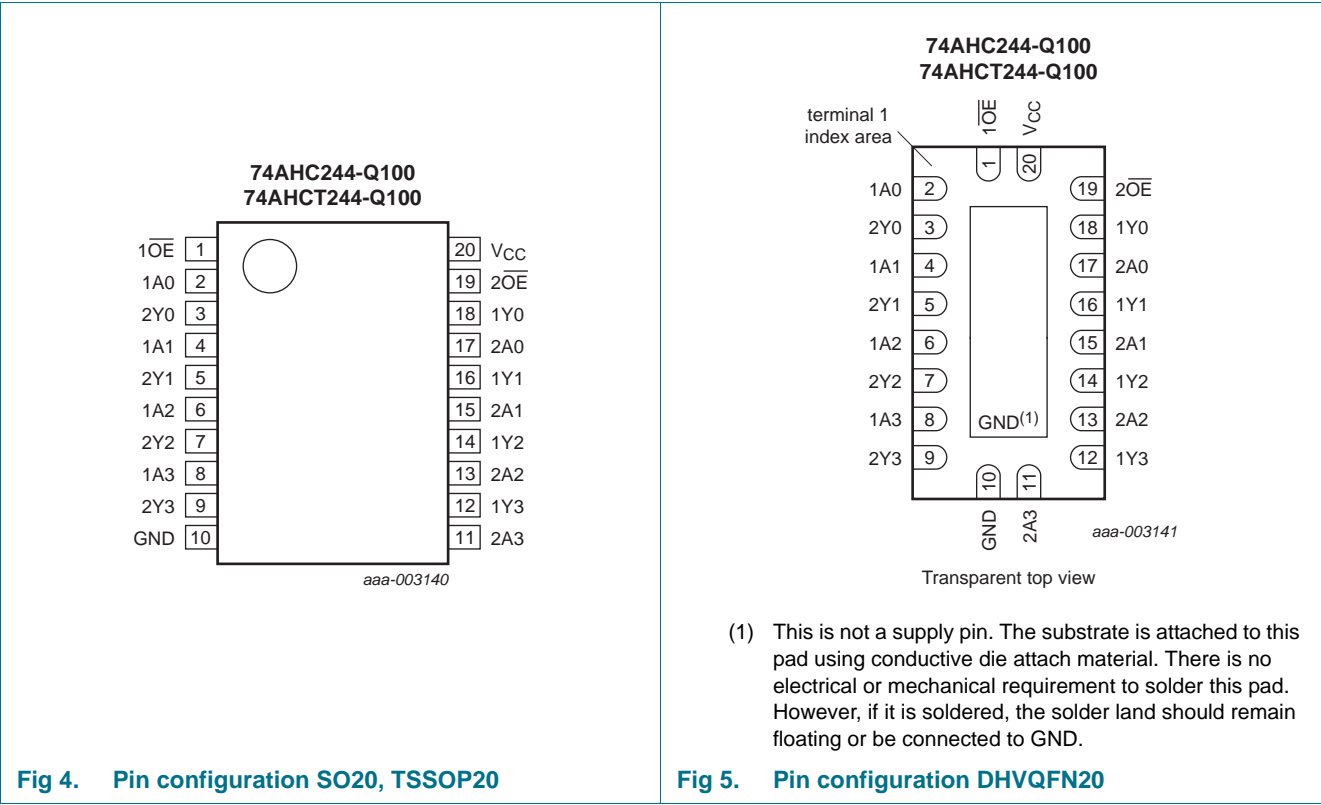 74AHC244-Q100
74AHCT244-Q100
1O̅E̅ 1
1A0 2
2Y0 3
1A1 4
2Y1 5
1A2 6
2Y2 7
1A3 8
2Y3 9
GND 10
20 VCC
19 2O̅E̅
18 1Y0
17 2A0
16 1Y1
15 2A1
14 1Y2
13 2A2
12 1Y3
11 2A3
aaa-003140
Fig 4. Pin configuration SO20, TSSOP20
74AHC244-Q100
74AHCT244-Q100
terminal 1
index area
1O̅E̅
VCC
1
20
1A0 2
2Y0 3
1A1 4
2Y1 5
1A2 6
2Y2 7
1A3 8
2Y3 9
19 2O̅E̅
18 1Y0
17 2A0
16 1Y1
15 2A1
14 1Y2
13 2A2
12 1Y3
GND(1)
10
11
GND
2A3
aaa-003141
Transparent top view
(1) This is not a supply pin. The substrate is attached to this
pad using conductive die attach material. There is no
electrical or mechanical requirement to solder this pad.
However, if it is soldered, the solder land should remain
floating or be connected to GND.
Fig 5. Pin configuration DHVQFN20